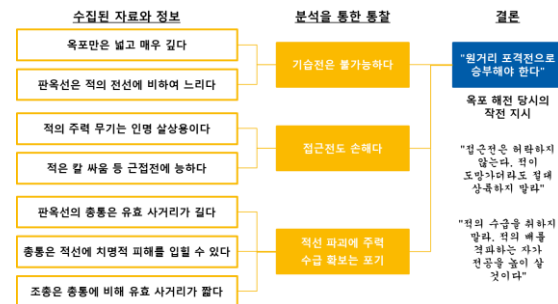 수집된 자료와 정보
분석을 통한 통찰
결론
옥포만은 넓고 매우 깊다
판옥선은 적의 전선에 비하여 느리다
적의 주력 무기는 인명 살상용이다
적은 칼 싸움 등 근접전에 능하다
판옥선의 총통은 유효 사거리가 길다
총통은 적선에 치명적 피해를 입힐 수 있다
조총은 총통에 비해 유효 사거리가 짧다
기습전은 불가능하다
접근전도 손해다
적선 파괴에 주력
수급 확보는 포기
"원거리 포격전으로
승부해야 한다"
옥포 해전 당시의
작전 지시
"접근전은 허락하지
않는다. 적이
도망가더라도 절대
상륙하지 말라"
"적의 수급을 취하지
말라. 적의 배를
격파하는 자가
전공을 높이 살
것이다"